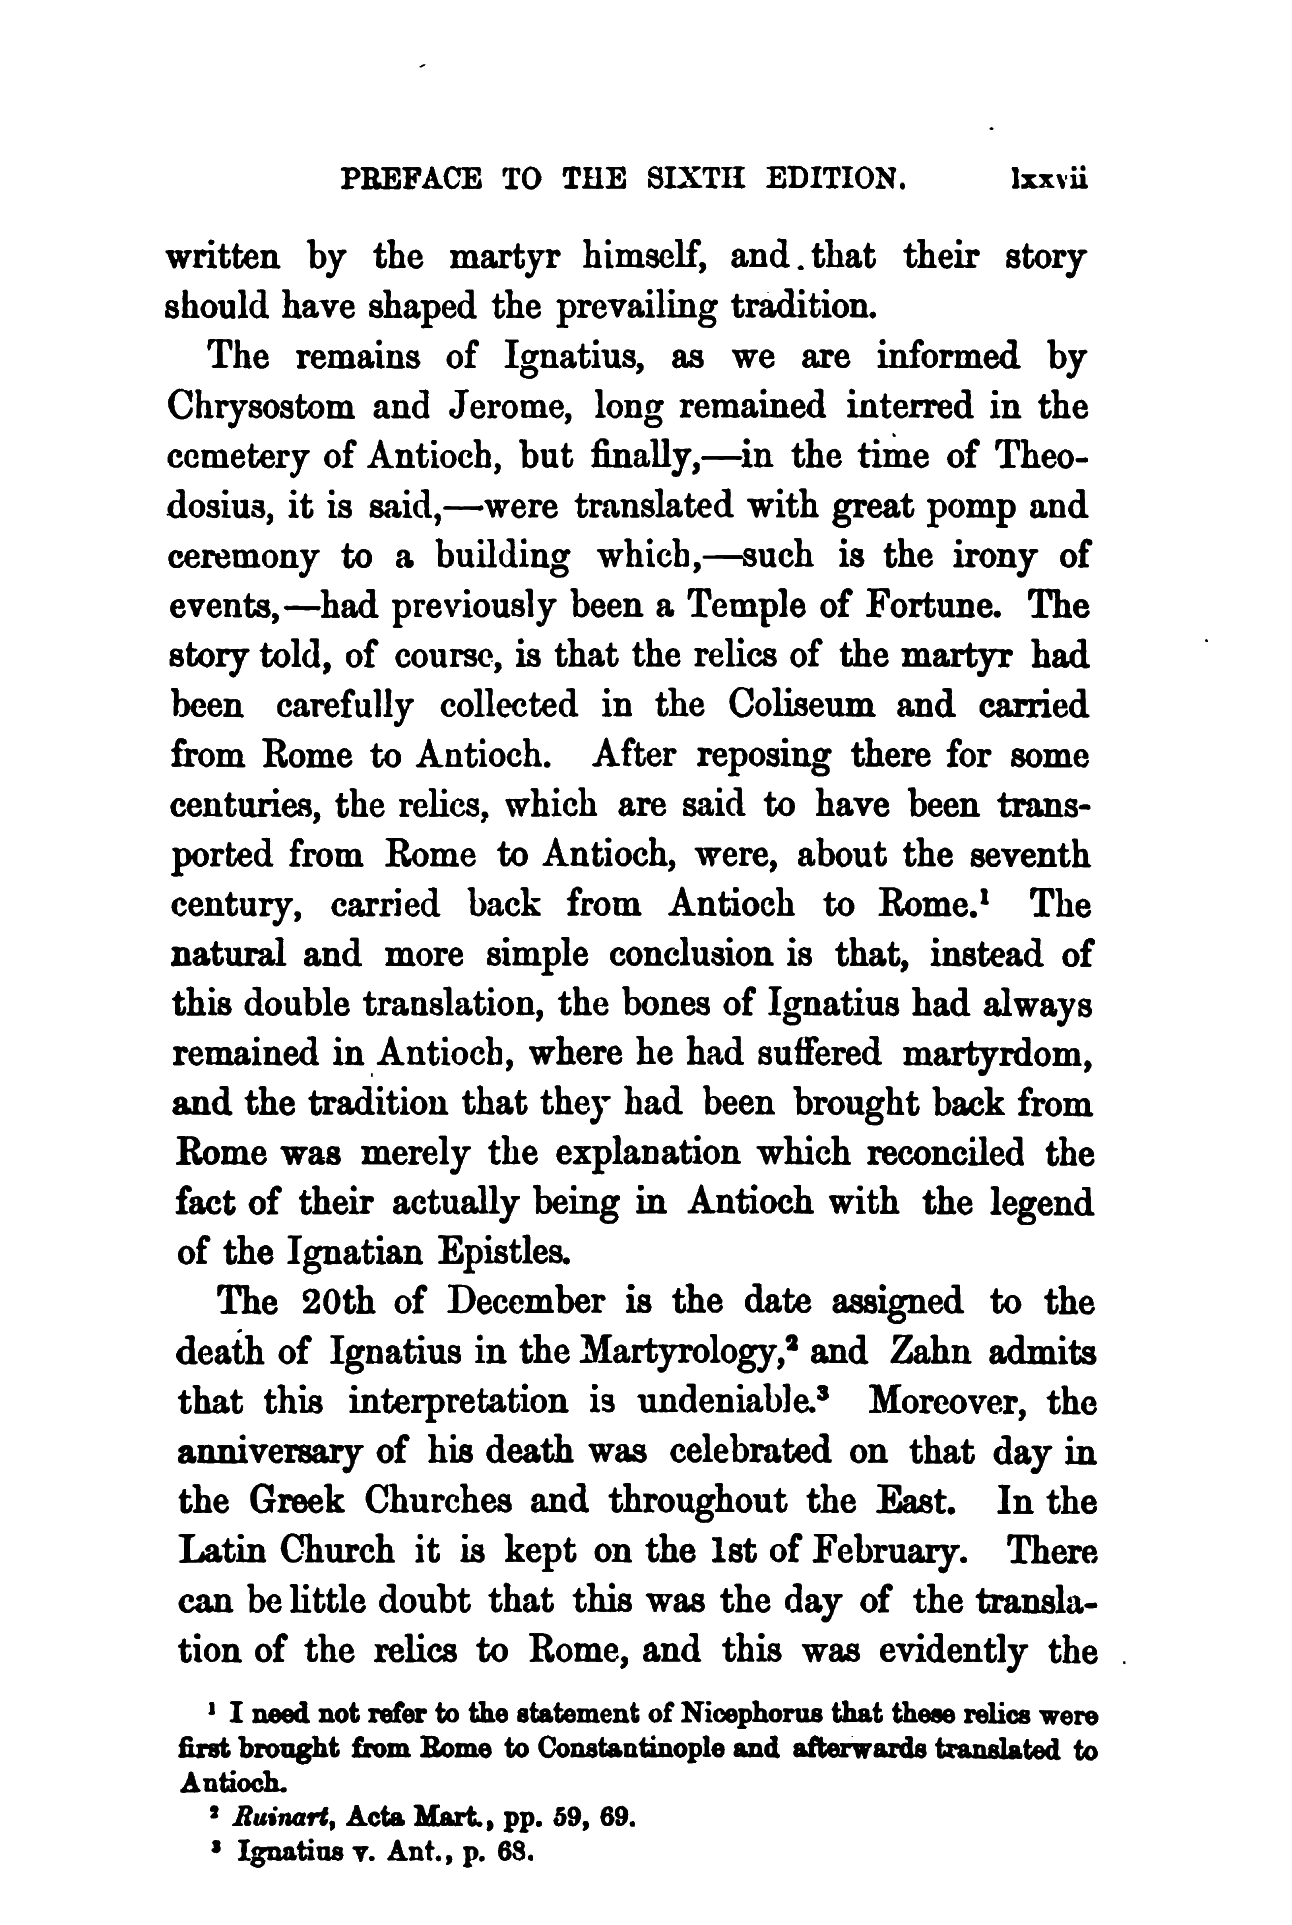 PREFACE TO THE SIXTH EDITION. lxxvii
written by the martyr himself, and that their story
should have shaped the prevailing tradition.
The remains of Ignatius, as we are informed by
Chrysostom and Jerome, long remained interred in the
cemetery of Antioch, but finally,—in the time of Theo-
dosius, it is said,—were translated with great pomp and
ceremony to a building which,—such is the irony of
events,—had previously been a Temple of Fortune. The
story told, of course, is that the relics of the martyr had
been carefully collected in the Coliseum and carried
from Rome to Antioch. After reposing there for some
centuries, the relics, which are said to have been trans-
ported from Rome to Antioch, were, about the seventh
century, carried back from Antioch to Rome.¹ The
natural and more simple conclusion is that, instead of
this double translation, the bones of Ignatius had always
remained in Antioch, where he had suffered martyrdom,
and the tradition that they had been brought back from
Rome was merely the explanation which reconciled the
fact of their actually being in Antioch with the legend
of the Ignatian Epistles.
The 20th of December is the date assigned to the
death of Ignatius in the Martyrology,² and Zahn admits
that this interpretation is undeniable.³ Moreover, the
anniversary of his death was celebrated on that day in
the Greek Churches and throughout the East. In the
Latin Church it is kept on the 1st of February. There
can be little doubt that this was the day of the transla-
tion of the relics to Rome, and this was evidently the
¹ I need not refer to the statement of Nicephorus that these relics were
first brought from Rome to Constantinople and afterwards translated to
Antioch.
² Ruinart, Acta Mart., pp. 59, 69.
³ Ignatius v. Ant., p. 68.